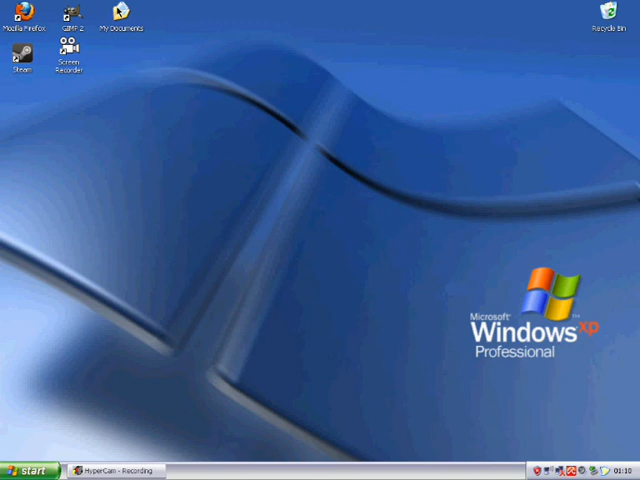 Mozilla Firefox
GIMP 2
My Documents
Recycle Bin
Steam
Screen
Recorder
Microsoft®
Windows xp
Professional
start
HyperCam - Recording
01:10